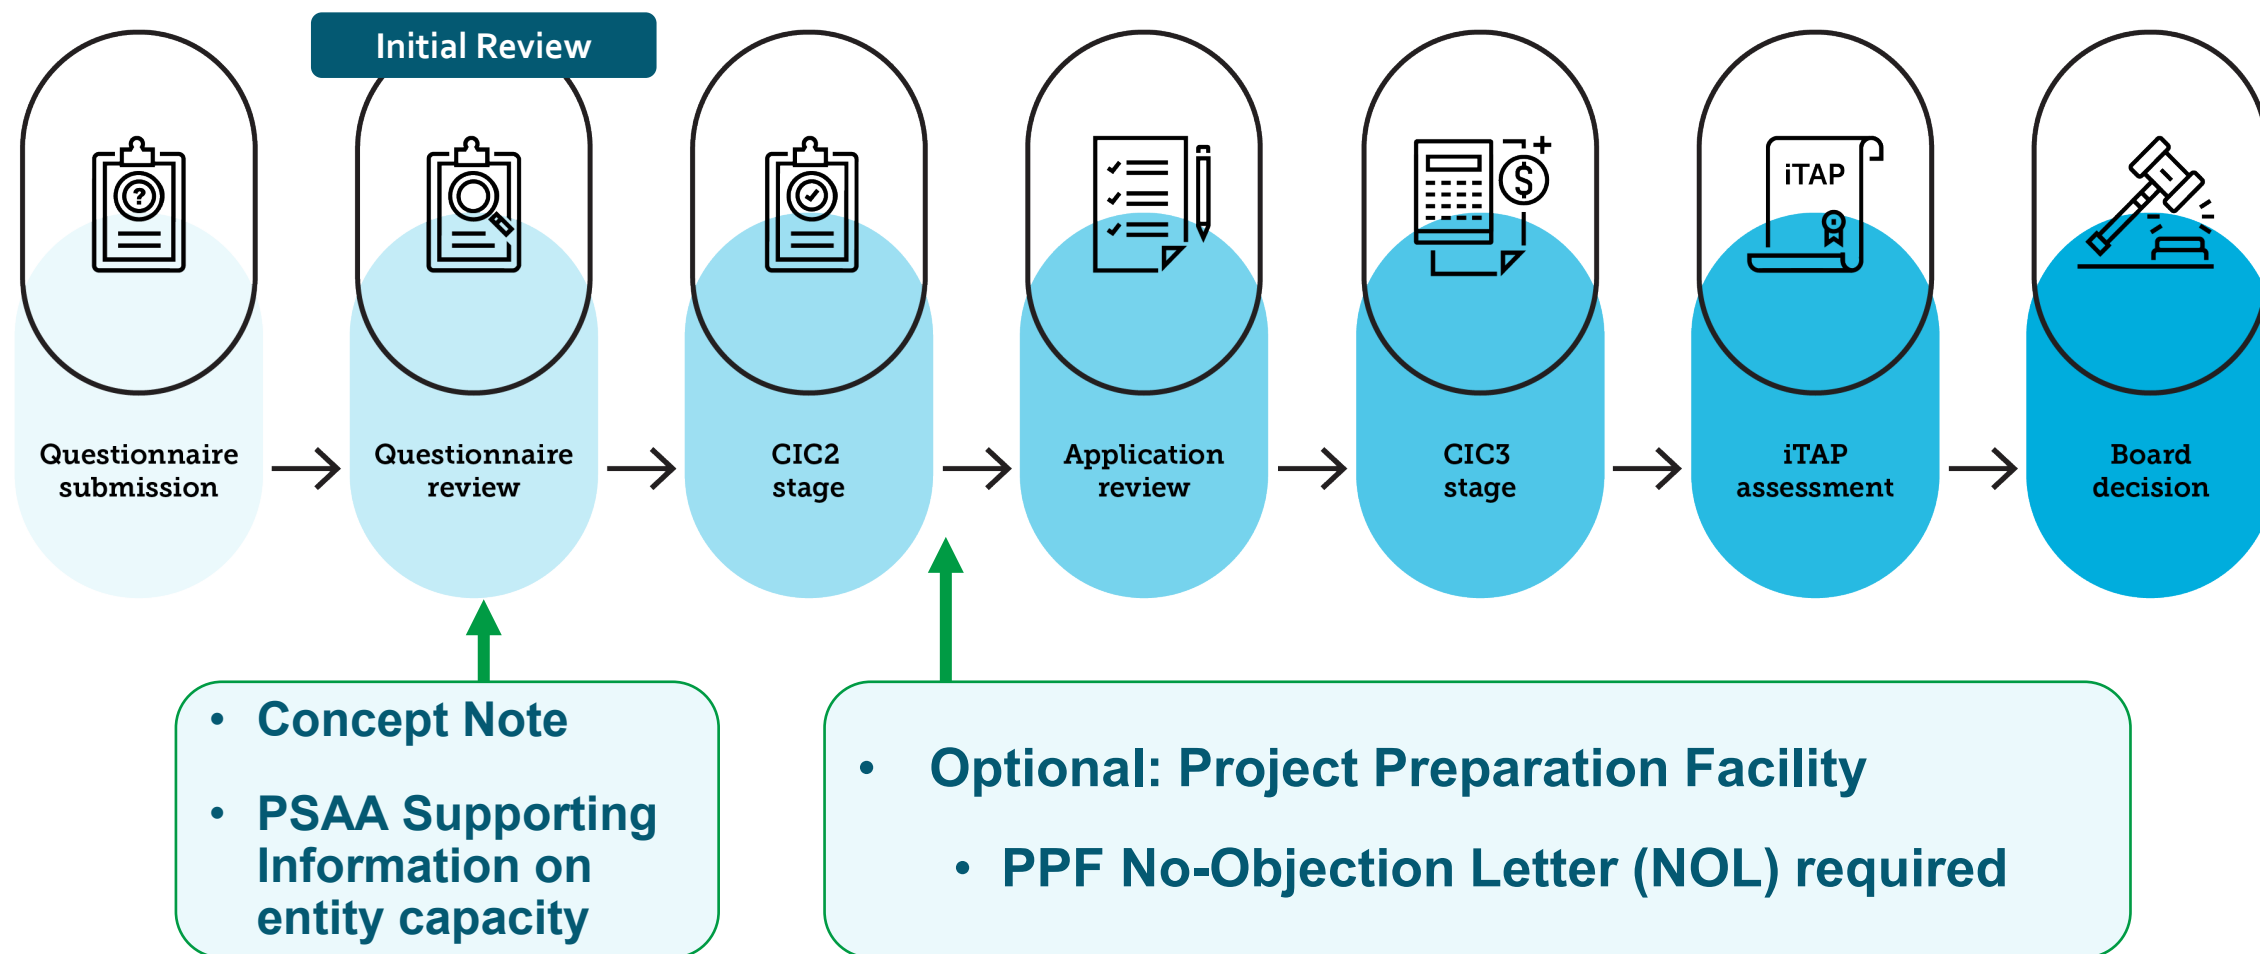 Initial Review
?
$
iTAP
Questionnaire
submission
Questionnaire
review
CIC2
stage
Application
review
CIC3
stage
iTAP
assessment
Board
decision
• Concept Note
• PSAA Supporting
Information on
entity capacity
• Optional: Project Preparation Facility
• PPF No-Objection Letter (NOL) required